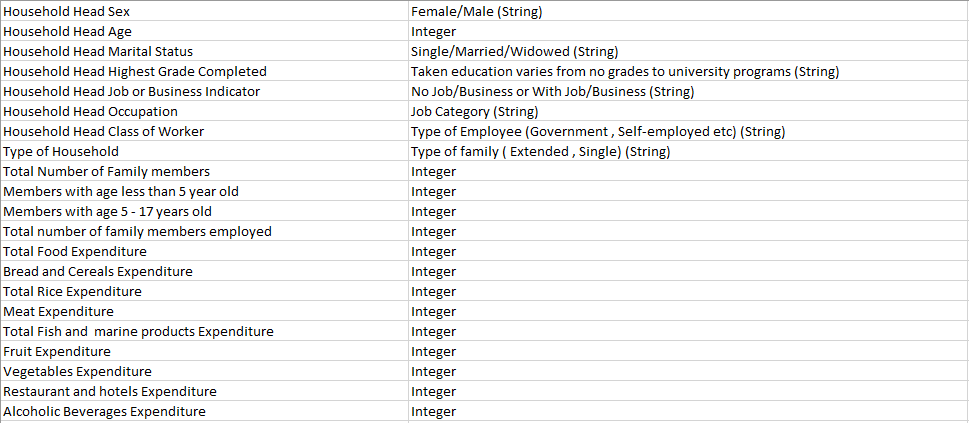 Household Head Sex Female/Male (String)
Household Head Age Integer
Household Head Marital Status Single/Married/Widowed (String)
Household Head Highest Grade Completed Taken education varies from no grades to university programs (String)
Household Head Job or Business Indicator No Job/Business or With Job/Business (String)
Household Head Occupation Job Category (String)
Household Head Class of Worker Type of Employee (Government , Self-employed etc) (String)
Type of Household Type of family ( Extended , Single) (String)
Total Number of Family members Integer
Members with age less than 5 year old Integer
Members with age 5 - 17 years old Integer
Total number of family members employed Integer
Total Food Expenditure Integer
Bread and Cereals Expenditure Integer
Total Rice Expenditure Integer
Meat Expenditure Integer
Total Fish and  marine products Expenditure Integer
Fruit Expenditure Integer
Vegetables Expenditure Integer
Restaurant and hotels Expenditure Integer
Alcoholic Beverages Expenditure Integer